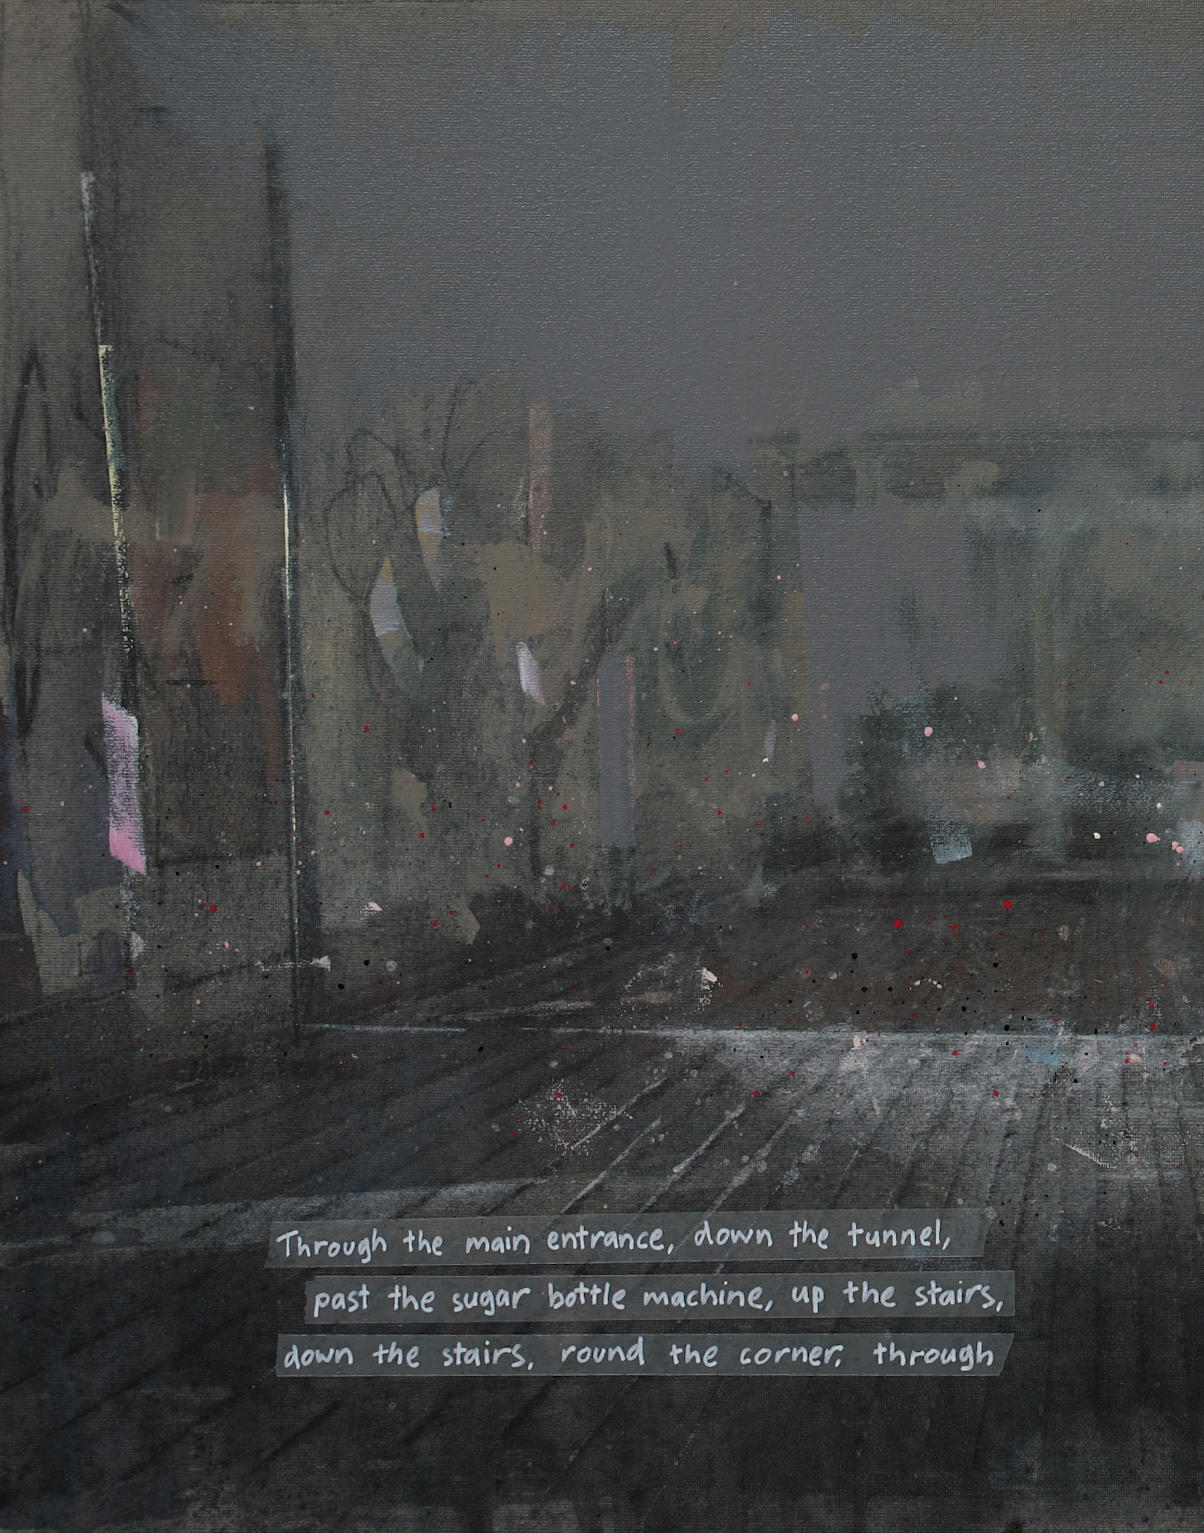 Through the main entrance, down the tunnel,
past the sugar bottle machine, up the stairs,
down the stairs, round the corner, through